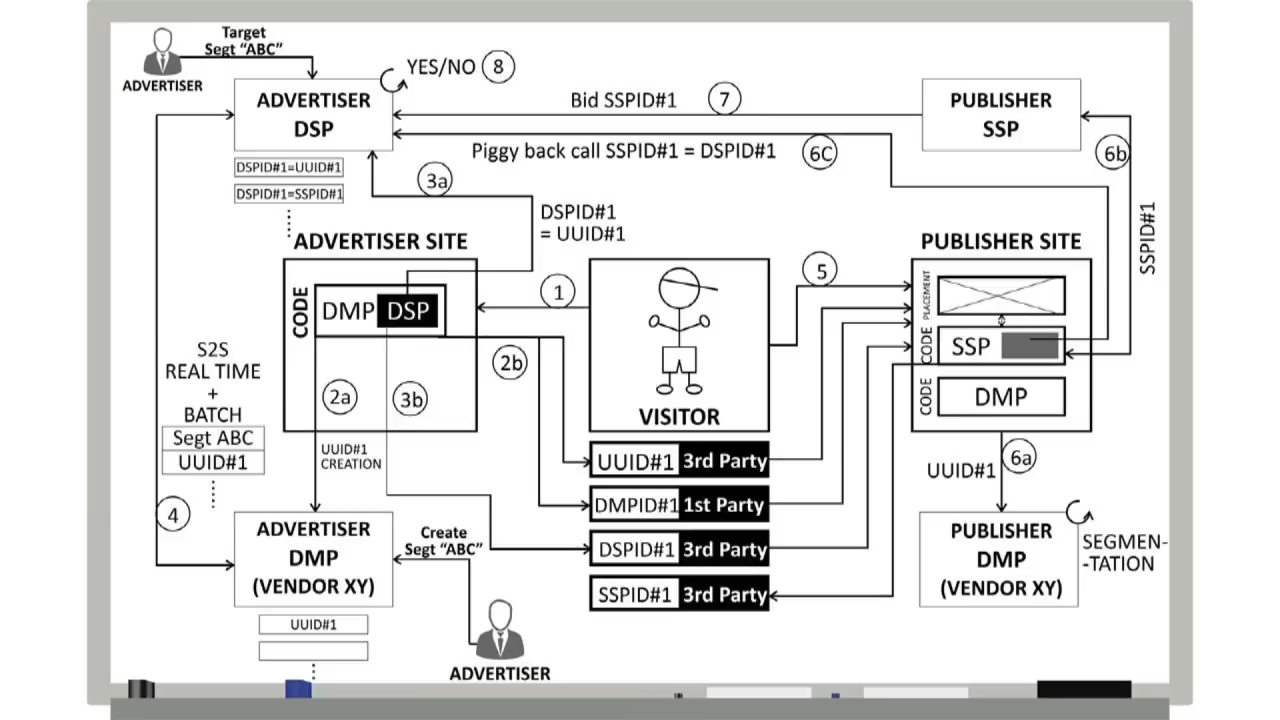 Target
Segt “ABC”
ADVERTISER
YES/NO 8
ADVERTISER
DSP
Bid SSPID#1 7
PUBLISHER
SSP
Piggy back call SSPID#1 = DSPID#1 6C
6b
DSPID#1=UUID#1
DSPID#1=SSPID#1
3a
DSPID#1
= UUID#1
SSPID#1
ADVERTISER SITE
PUBLISHER SITE
CODE
DMP DSP
1
5
PLACEMENT
CODE
SSP
CODE
DMP
2b
2a
3b
VISITOR
S2S
REAL TIME
+
BATCH
Segt ABC
UUID#1
UUID#1
CREATION
UUID#1 3rd Party
DMPID#1 1st Party
DSPID#1 3rd Party
SSPID#1 3rd Party
UUID#1 6a
4
ADVERTISER
DMP
(VENDOR XY)
Create
Segt “ABC”
PUBLISHER
DMP
(VENDOR XY)
SEGMEN-
-TATION
UUID#1
ADVERTISER